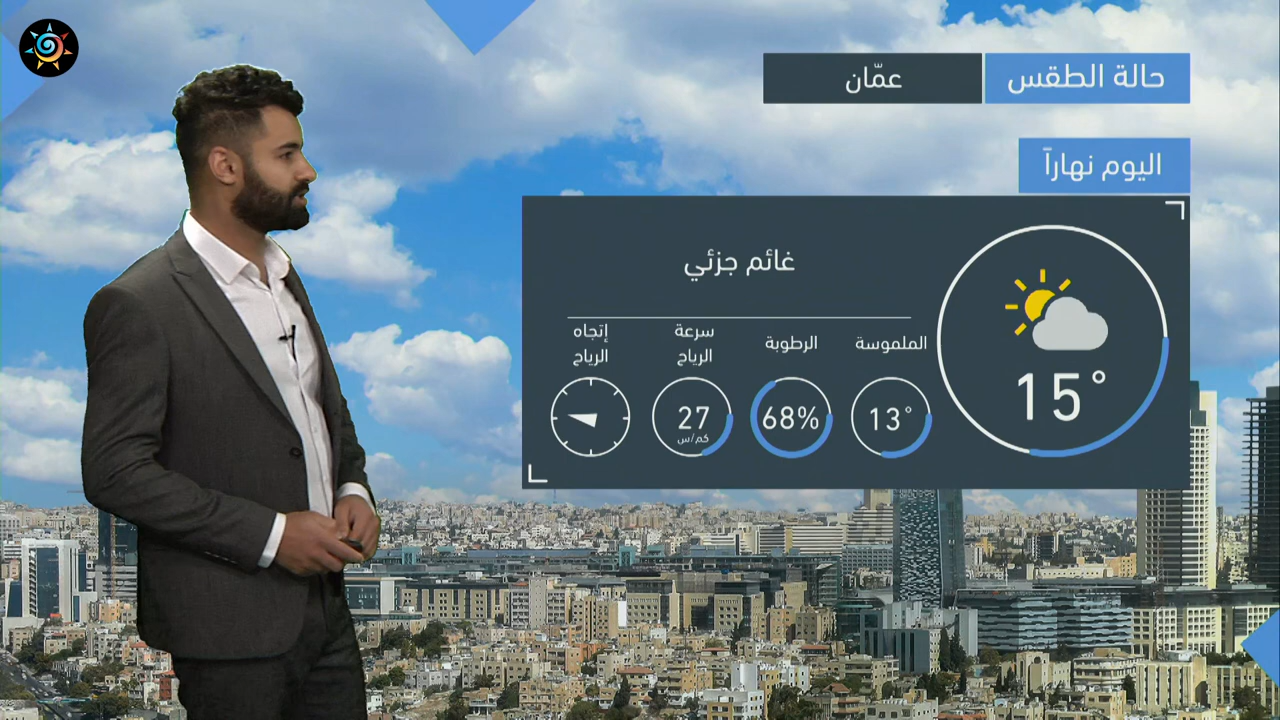 حالة الطقس
عمّان
اليوم نهاراً
غائم جزئي
15°
الملموسة
13°
الرطوبة
68%
سرعة
الرياح
27
كم/س
إتجاه
الرياح